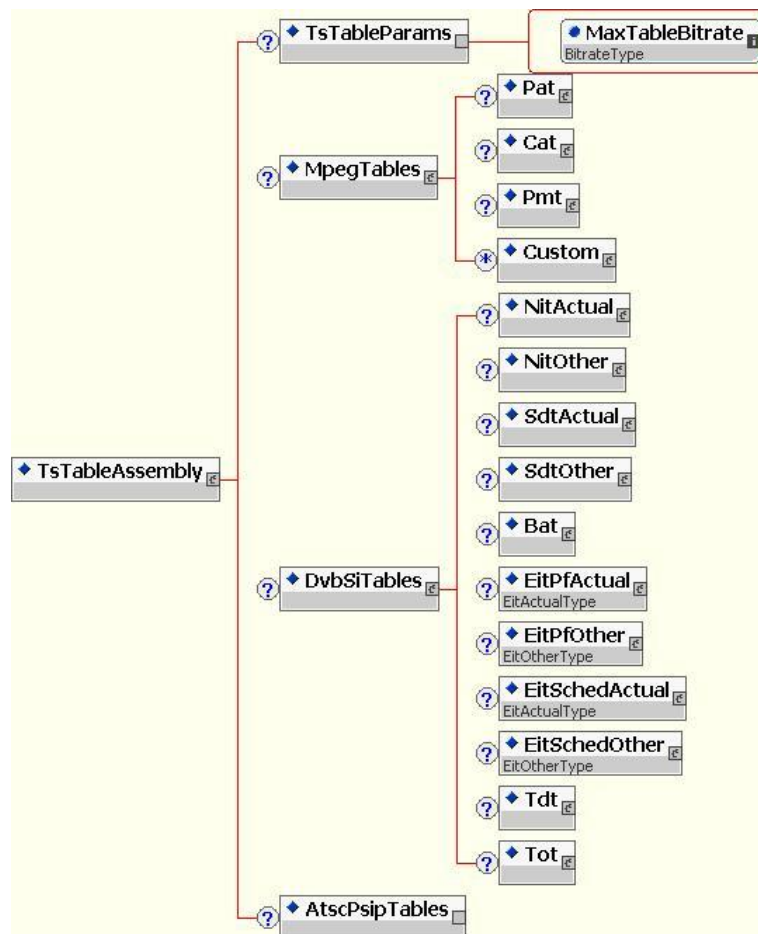 TsTableParams
MaxTableBitrate
BitrateType
MpegTables
Pat
Cat
Pmt
Custom
TsTableAssembly
DvbSiTables
NitActual
NitOther
SdtActual
SdtOther
Bat
EitPfActual
EitActualType
EitPfOther
EitOtherType
EitSchedActual
EitActualType
EitSchedOther
EitOtherType
Tdt
Tot
AtscPsipTables